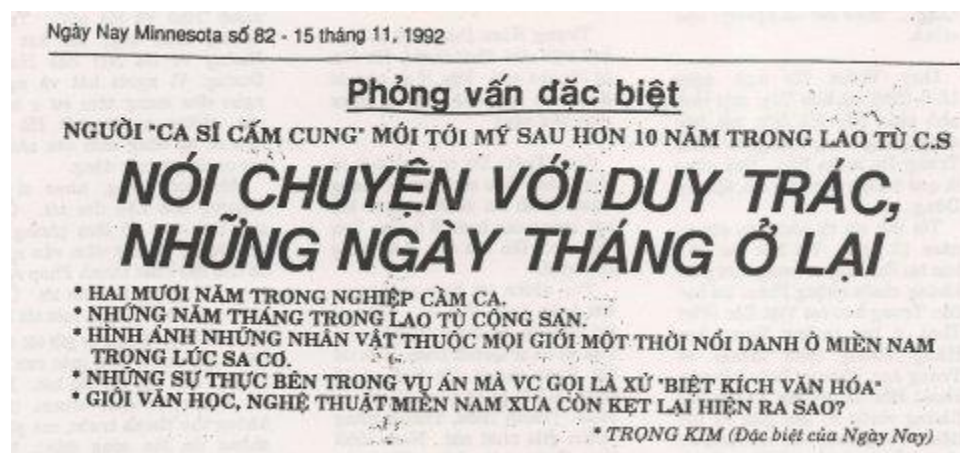 Ngày Nay Minnesota số 82 - 15 tháng 11, 1992
Phỏng vấn đặc biệt
NGƯỜI "CA SĨ CẤM CUNG" MỚI TỚI MỸ SAU HƠN 10 NĂM TRONG LAO TÙ C.S
NÓI CHUYỆN VỚI DUY TRÁC,
NHỮNG NGÀY THÁNG Ở LẠI
* HAI MƯƠI NĂM TRONG NGHIỆP CẦM CA.
* NHỮNG NĂM THÁNG TRONG LAO TÙ CỘNG SẢN.
* HÌNH ẢNH NHỮNG NHÂN VẬT THUỘC MỌI GIỚI MỘT THỜI NỔI DANH Ở MIỀN NAM
TRONG LÚC SA CƠ.
* NHỮNG SỰ THỰC BÊN TRONG VỤ ÁN MÀ VC GỌI LÀ XỬ "BIỆT KÍCH VĂN HÓA"
* GIỚI VĂN HỌC, NGHỆ THUẬT MIỀN NAM XƯA CÒN KẸT LẠI HIỆN RA SAO?
* TRỌNG KIM (Đặc biệt của Ngày Nay)